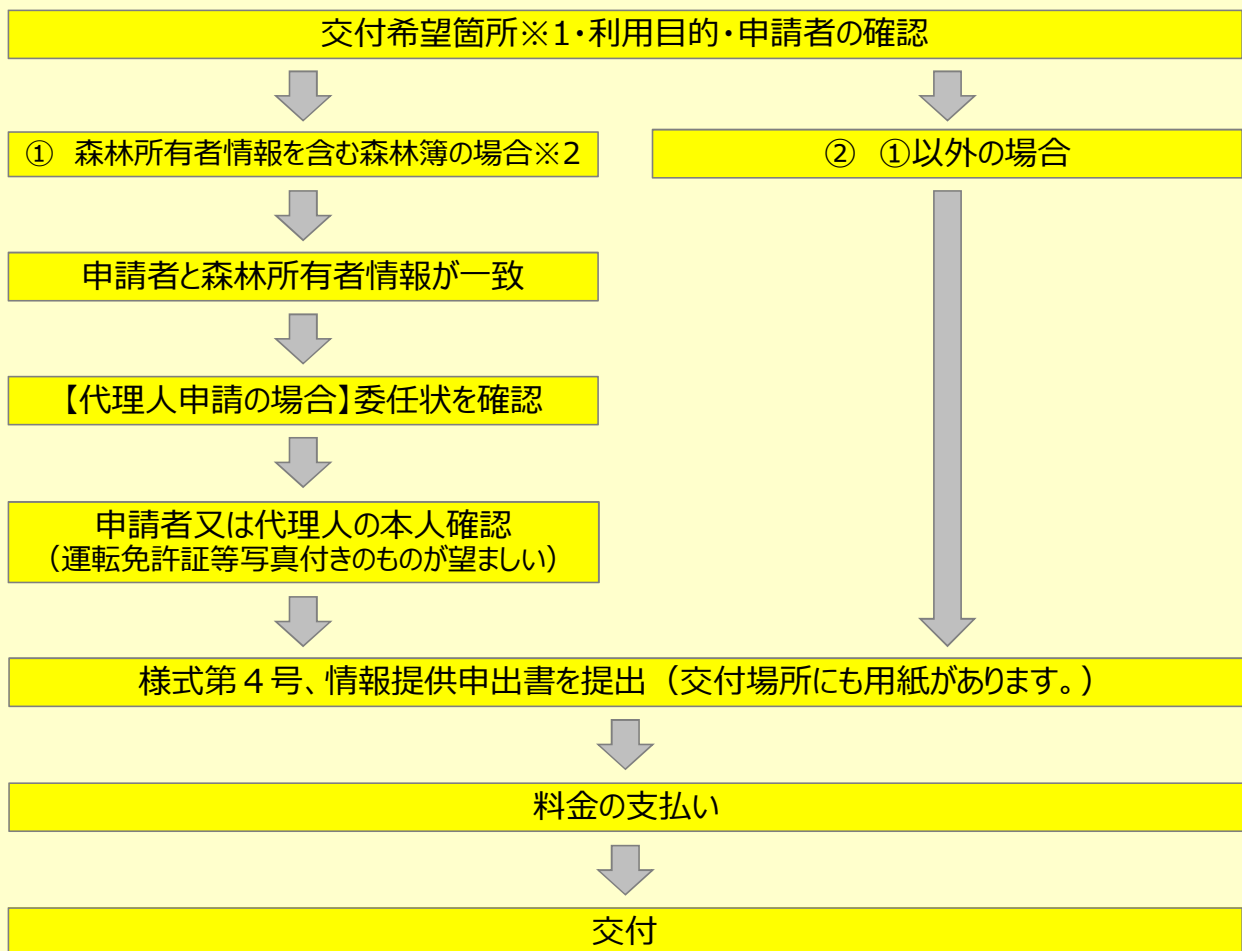 交付希望箇所※1・利用目的・申請者の確認
① 森林所有者情報を含む森林簿の場合※2
② ①以外の場合
申請者と森林所有者情報が一致
【代理人申請の場合】委任状を確認
申請者又は代理人の本人確認
（運転免許証等写真付きのものが望ましい）
様式第４号、情報提供申出書を提出（交付場所にも用紙があります。）
料金の支払い
交付